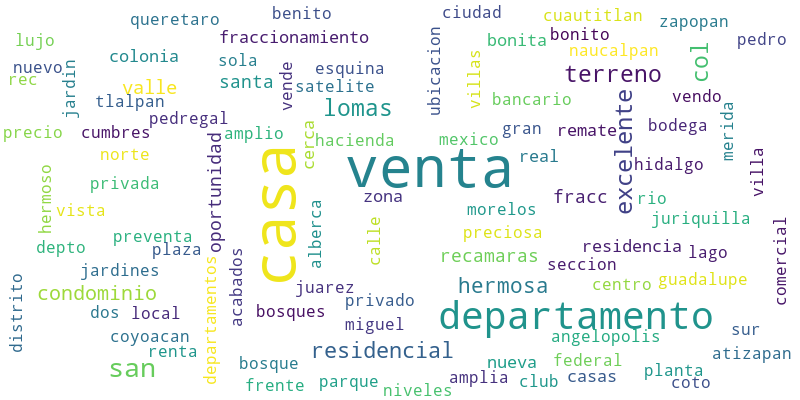 queretaro
benito
ciudad
cuautitlan
zapopan
lujo
fraccionamiento
bonita
bonito
pedro
nuevo
colonia
sola
naucalpan
rec
jardin
valle
santa
vende
esquina
satelite
ubicacion
villas
terreno
col
tlalpan
lomas
bancario
vendo
precio
cumbres
pedregal
amplio
cerca
hacienda
mexico
gran
remate
excelente
bodega
merida
norte
oportunidad
casa
venta
real
hidalgo
villa
hermoso
privada
zona
fracc
rio
vista
alberca
calle
morelos
juriquilla
depto
preventa
plaza
preciosa
residencia
lago
comercial
distrito
jardines
departamentos
acabados
recamaras
seccion
condominio
juarez
hermosa
centro
guadalupe
dos
local
bosques
privado
miguel
departamento
coyoacan
angelopolis
sur
renta
residencial
san
bosque
nueva
federal
atizapan
frente
parque
niveles
amplia
club
casas
planta
coto